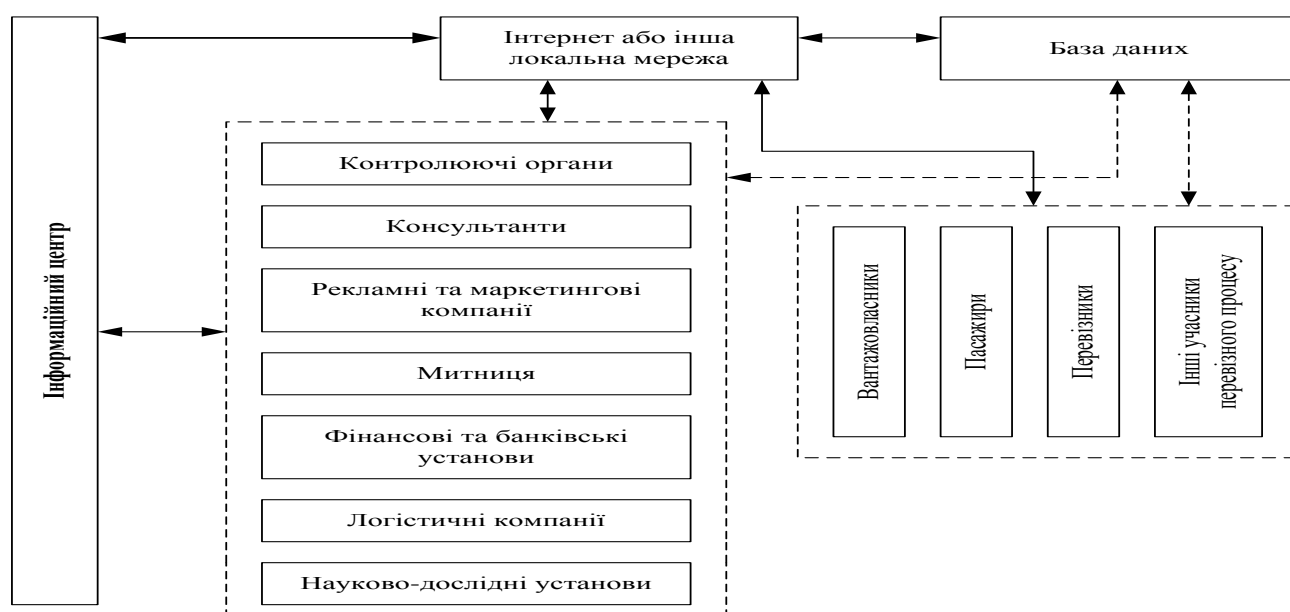 Інтернет або інша
локальна мережа
База даних
Інформаційний центр
Контролюючі органи
Консультанти
Рекламні та маркетингові
компанії
Митниця
Фінансові та банківські
установи
Логістичні компанії
Науково-дослідні установи
Вантажовласники
Пасажири
Перевізники
Інші учасники
перевізного процесу